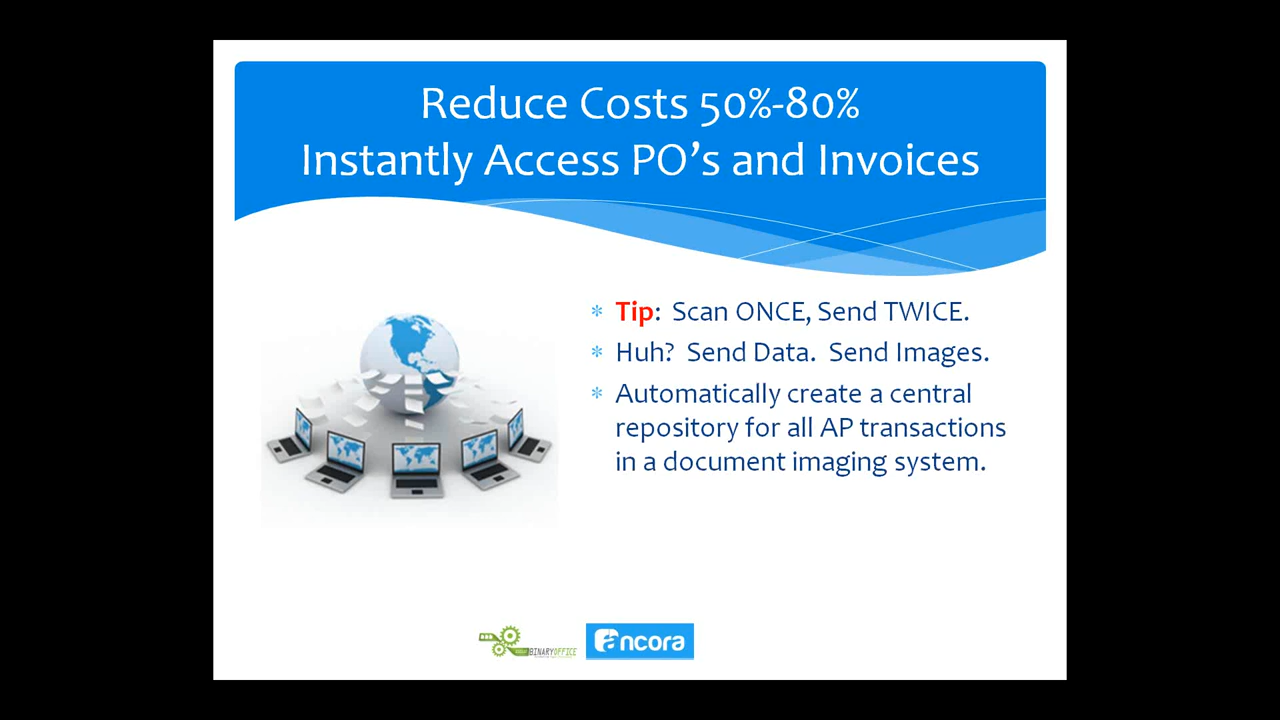 Reduce Costs 50%-80%
Instantly Access PO’s and Invoices
* Tip:  Scan ONCE, Send TWICE.
* Huh?  Send Data.  Send Images.
* Automatically create a central
repository for all AP transactions
in a document imaging system.
BINARYOFFICE
ancora